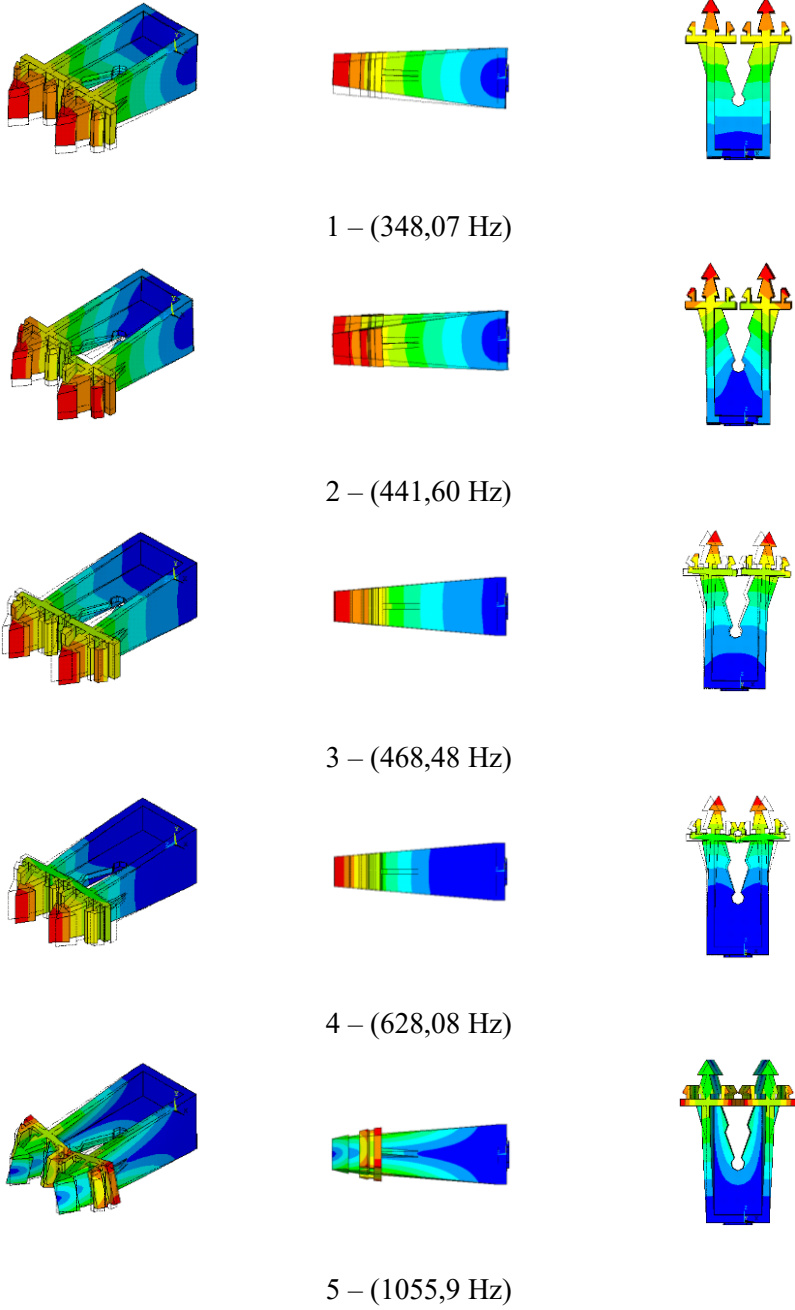 1 – (348,07 Hz)
2 – (441,60 Hz)
3 – (468,48 Hz)
4 – (628,08 Hz)
5 – (1055,9 Hz)